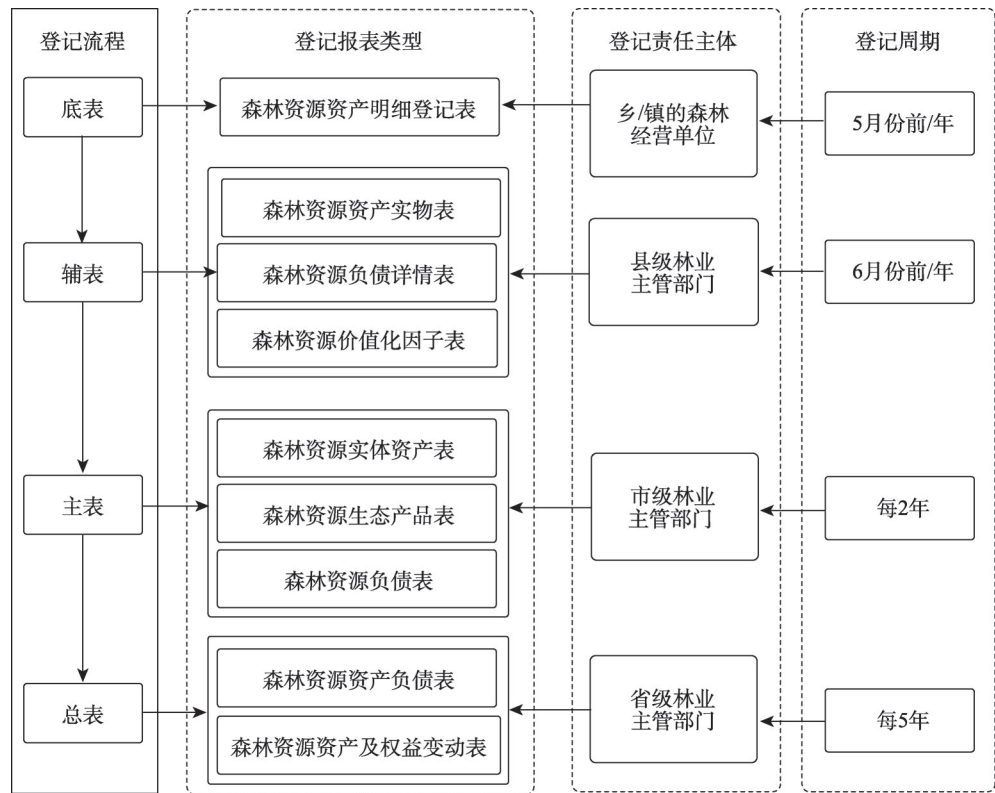 登记流程
登记报表类型
登记责任主体
登记周期
底表
森林资源资产明细登记表
乡/镇的森林
经营单位
5月份前/年
辅表
森林资源资产实物表
森林资源负债详情表
森林资源价值化因子表
县级林业
主管部门
6月份前/年
主表
森林资源实体资产表
森林资源生态产品表
森林资源负债表
市级林业
主管部门
每2年
总表
森林资源资产负债表
森林资源资产及权益变动表
省级林业
主管部门
每5年